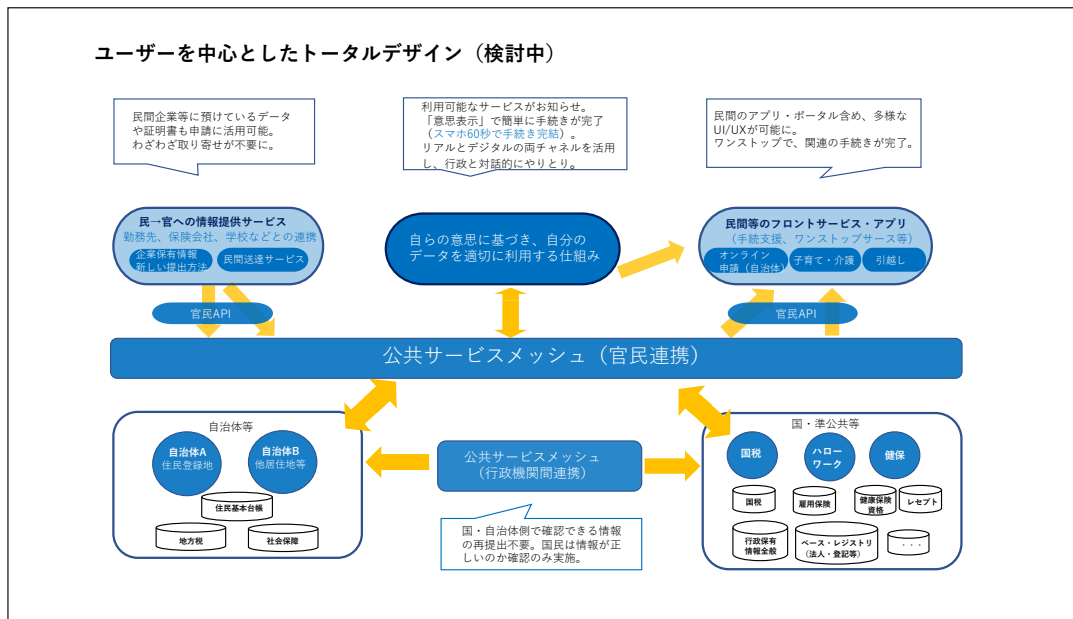 ユーザーを中心としたトータルデザイン（検討中）
民間企業等に預けているデータ
や証明書も申請に活用可能。
わざわざ取り寄せが不要に。
利用可能なサービスがお知らせ。
「意思表示」で簡単に手続きが完了
（スマホ60秒で手続き完結）。
リアルとデジタルの両チャネルを活用
し、行政と対話的にやりとり。
民間のアプリ・ポータル含め、多様な
UI/UXが可能に。
ワンストップで、関連の手続きが完了。
民→官への情報提供サービス
勤務先、保険会社、学校などとの連携
企業保有情報
新しい提出方法
民間送達サービス
自らの意思に基づき、自分の
データを適切に利用する仕組み
民間等のフロントサービス・アプリ
（手続支援、ワンストップサース等）
オンライン
申請（自治体）
子育て・介護
引越し
官民API
官民API
公共サービスメッシュ（官民連携）
自治体等
自治体A
住民登録地
自治体B
他居住地等
住民基本台帳
地方税
社会保障
公共サービスメッシュ
（行政機関間連携）
国・自治体側で確認できる情報
の再提出不要。国民は情報が正
しいのか確認のみ実施。
国・準公共等
国税
ハロー
ワーク
健保
国税
雇用保険
健康保険
資格
レセプト
行政保有
情報全般
ベース・レジストリ
（法人・登記等）
・・・